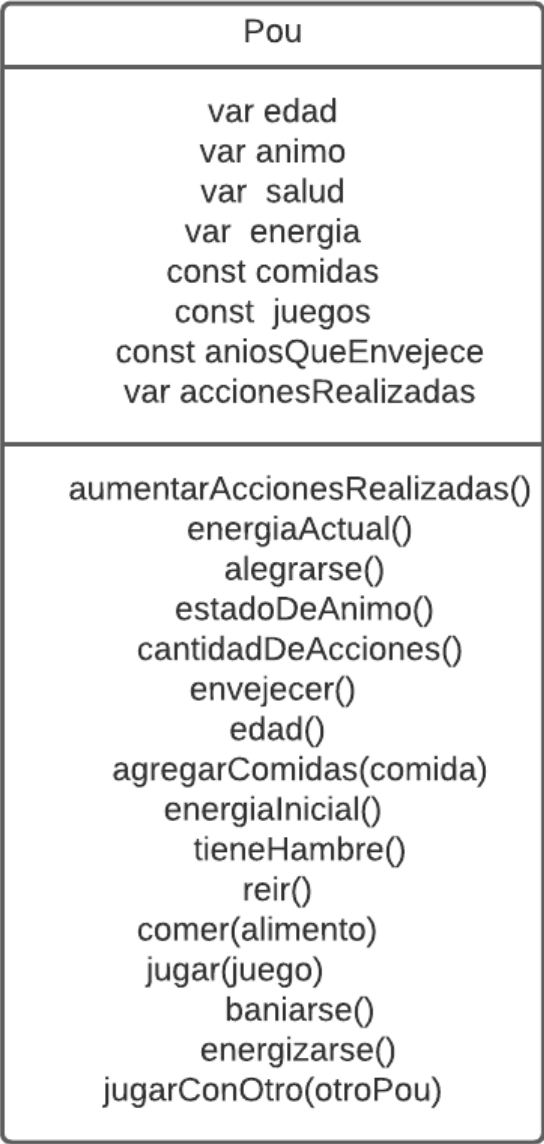 Pou
var edad
var animo
var salud
var energia
const comidas
const juegos
const aniosQueEnvejece
var accionesRealizadas
aumentarAccionesRealizadas()
energiaActual()
alegrarse()
estadoDeAnimo()
cantidadDeAcciones()
envejecer()
edad()
agregarComidas(comida)
energiaInicial()
tieneHambre()
reir()
comer(alimento)
jugar(juego)
baniarse()
energizarse()
jugarConOtro(otroPou)